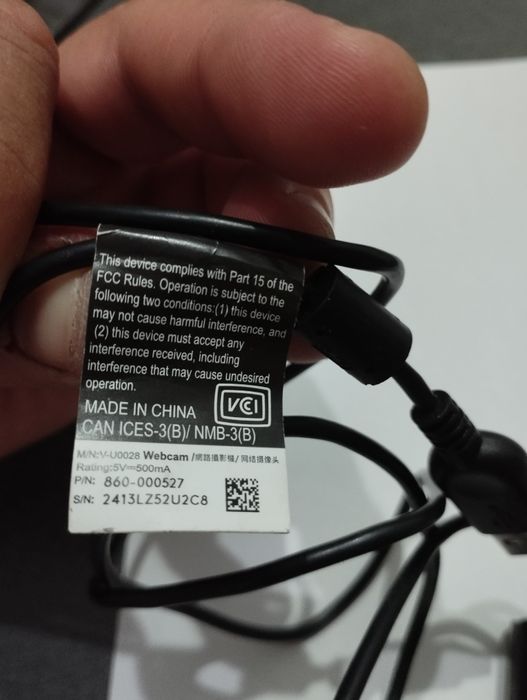 This device complies with Part 15 of the
FCC Rules. Operation is subject to the
following two conditions:(1) this device
may not cause harmful interference, and
(2) this device must accept any
interference received, including
interference that may cause undesired
operation.
VCI
MADE IN CHINA
CAN ICES-3(B)/ NMB-3(B)
M/N:V-U0028 Webcam /網路攝影機/ 网络摄像头
Rating:5V⎓500mA
P/N: 860-000527
S/N: 2413LZ52U2C8